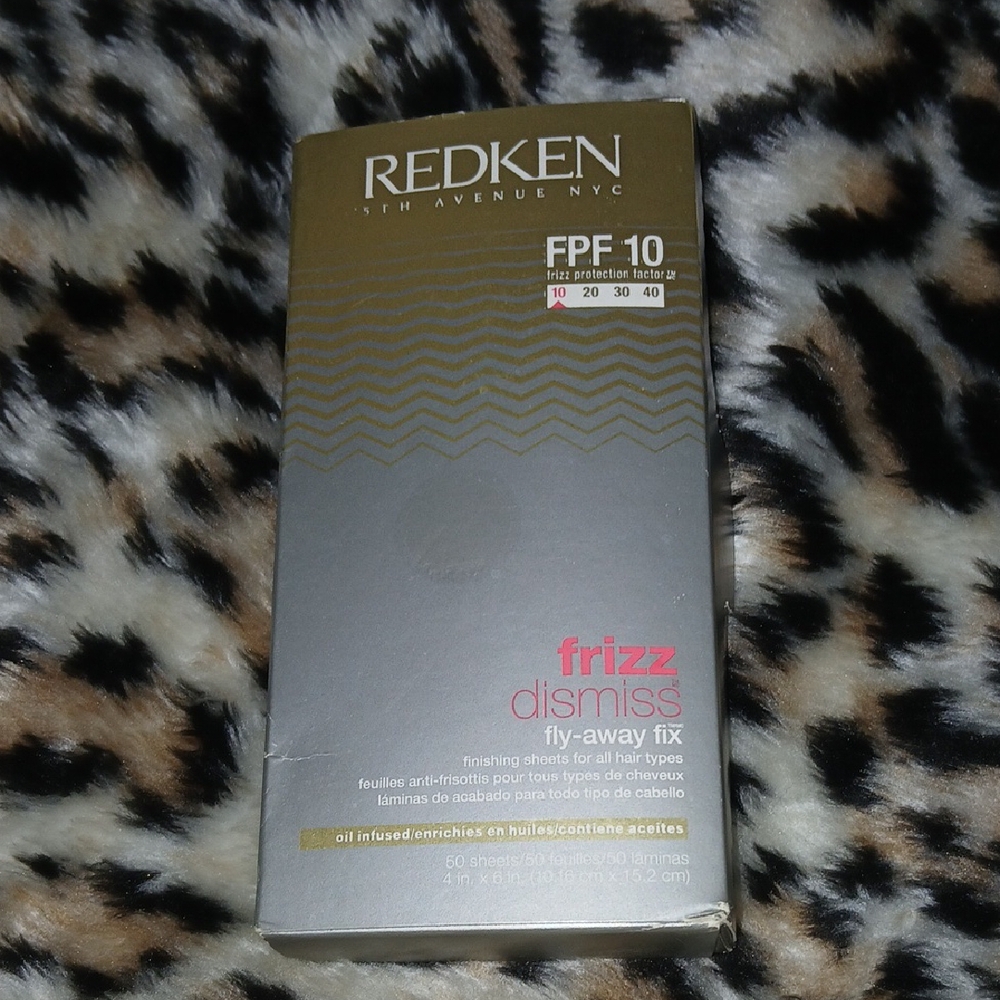 REDKEN
5TH AVENUE NYC
FPF 10
frizz protection factor
10 20 30 40
frizz
dismiss
fly-away fix
finishing sheets for all hair types
feuilles anti-frisottis pour tous types de cheveux
láminas de acabado para todo tipo de cabello
oil infused/enrichies en huiles/contiene aceites
50 sheets/50 feuilles/50 láminas
4 in. x 6 in. (10.16 cm x 15.2 cm)